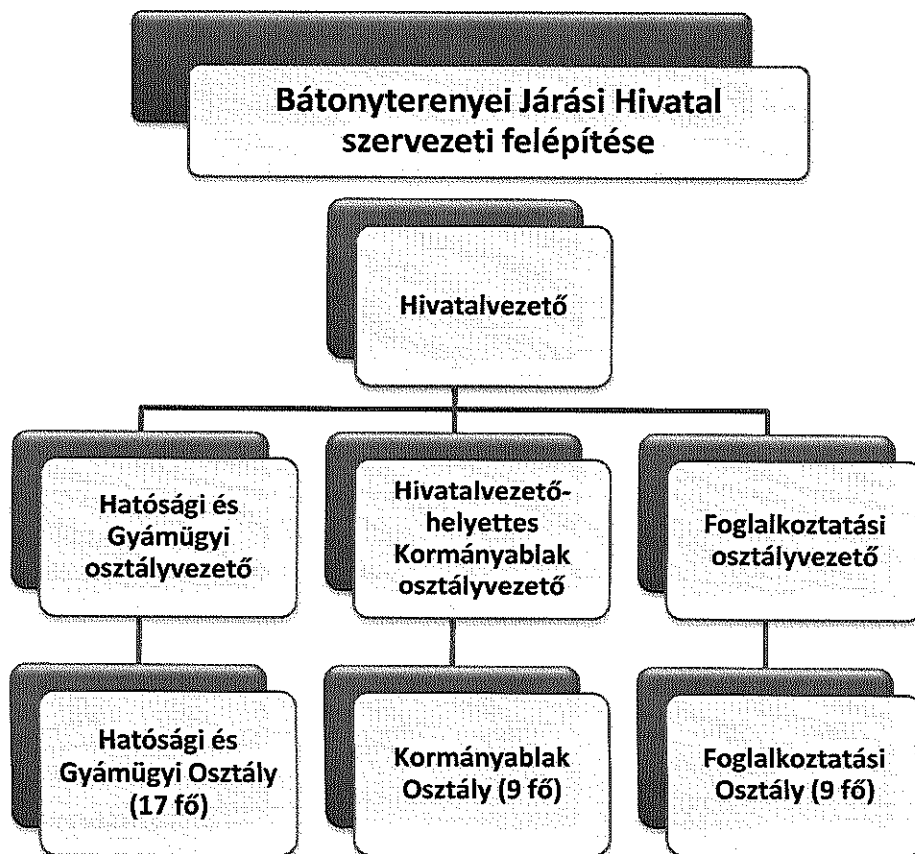 Bátonyterenyei Járási Hivatal
szervezeti felépítése
Hivatalvezető
Hatósági és
Gyámügyi
osztályvezető
Hivatalvezető-
helyettes
Kormányablak
osztályvezető
Foglalkoztatási
osztályvezető
Hatósági és
Gyámügyi Osztály
(17 fő)
Kormányablak
Osztály (9 fő)
Foglalkoztatási
Osztály (9 fő)